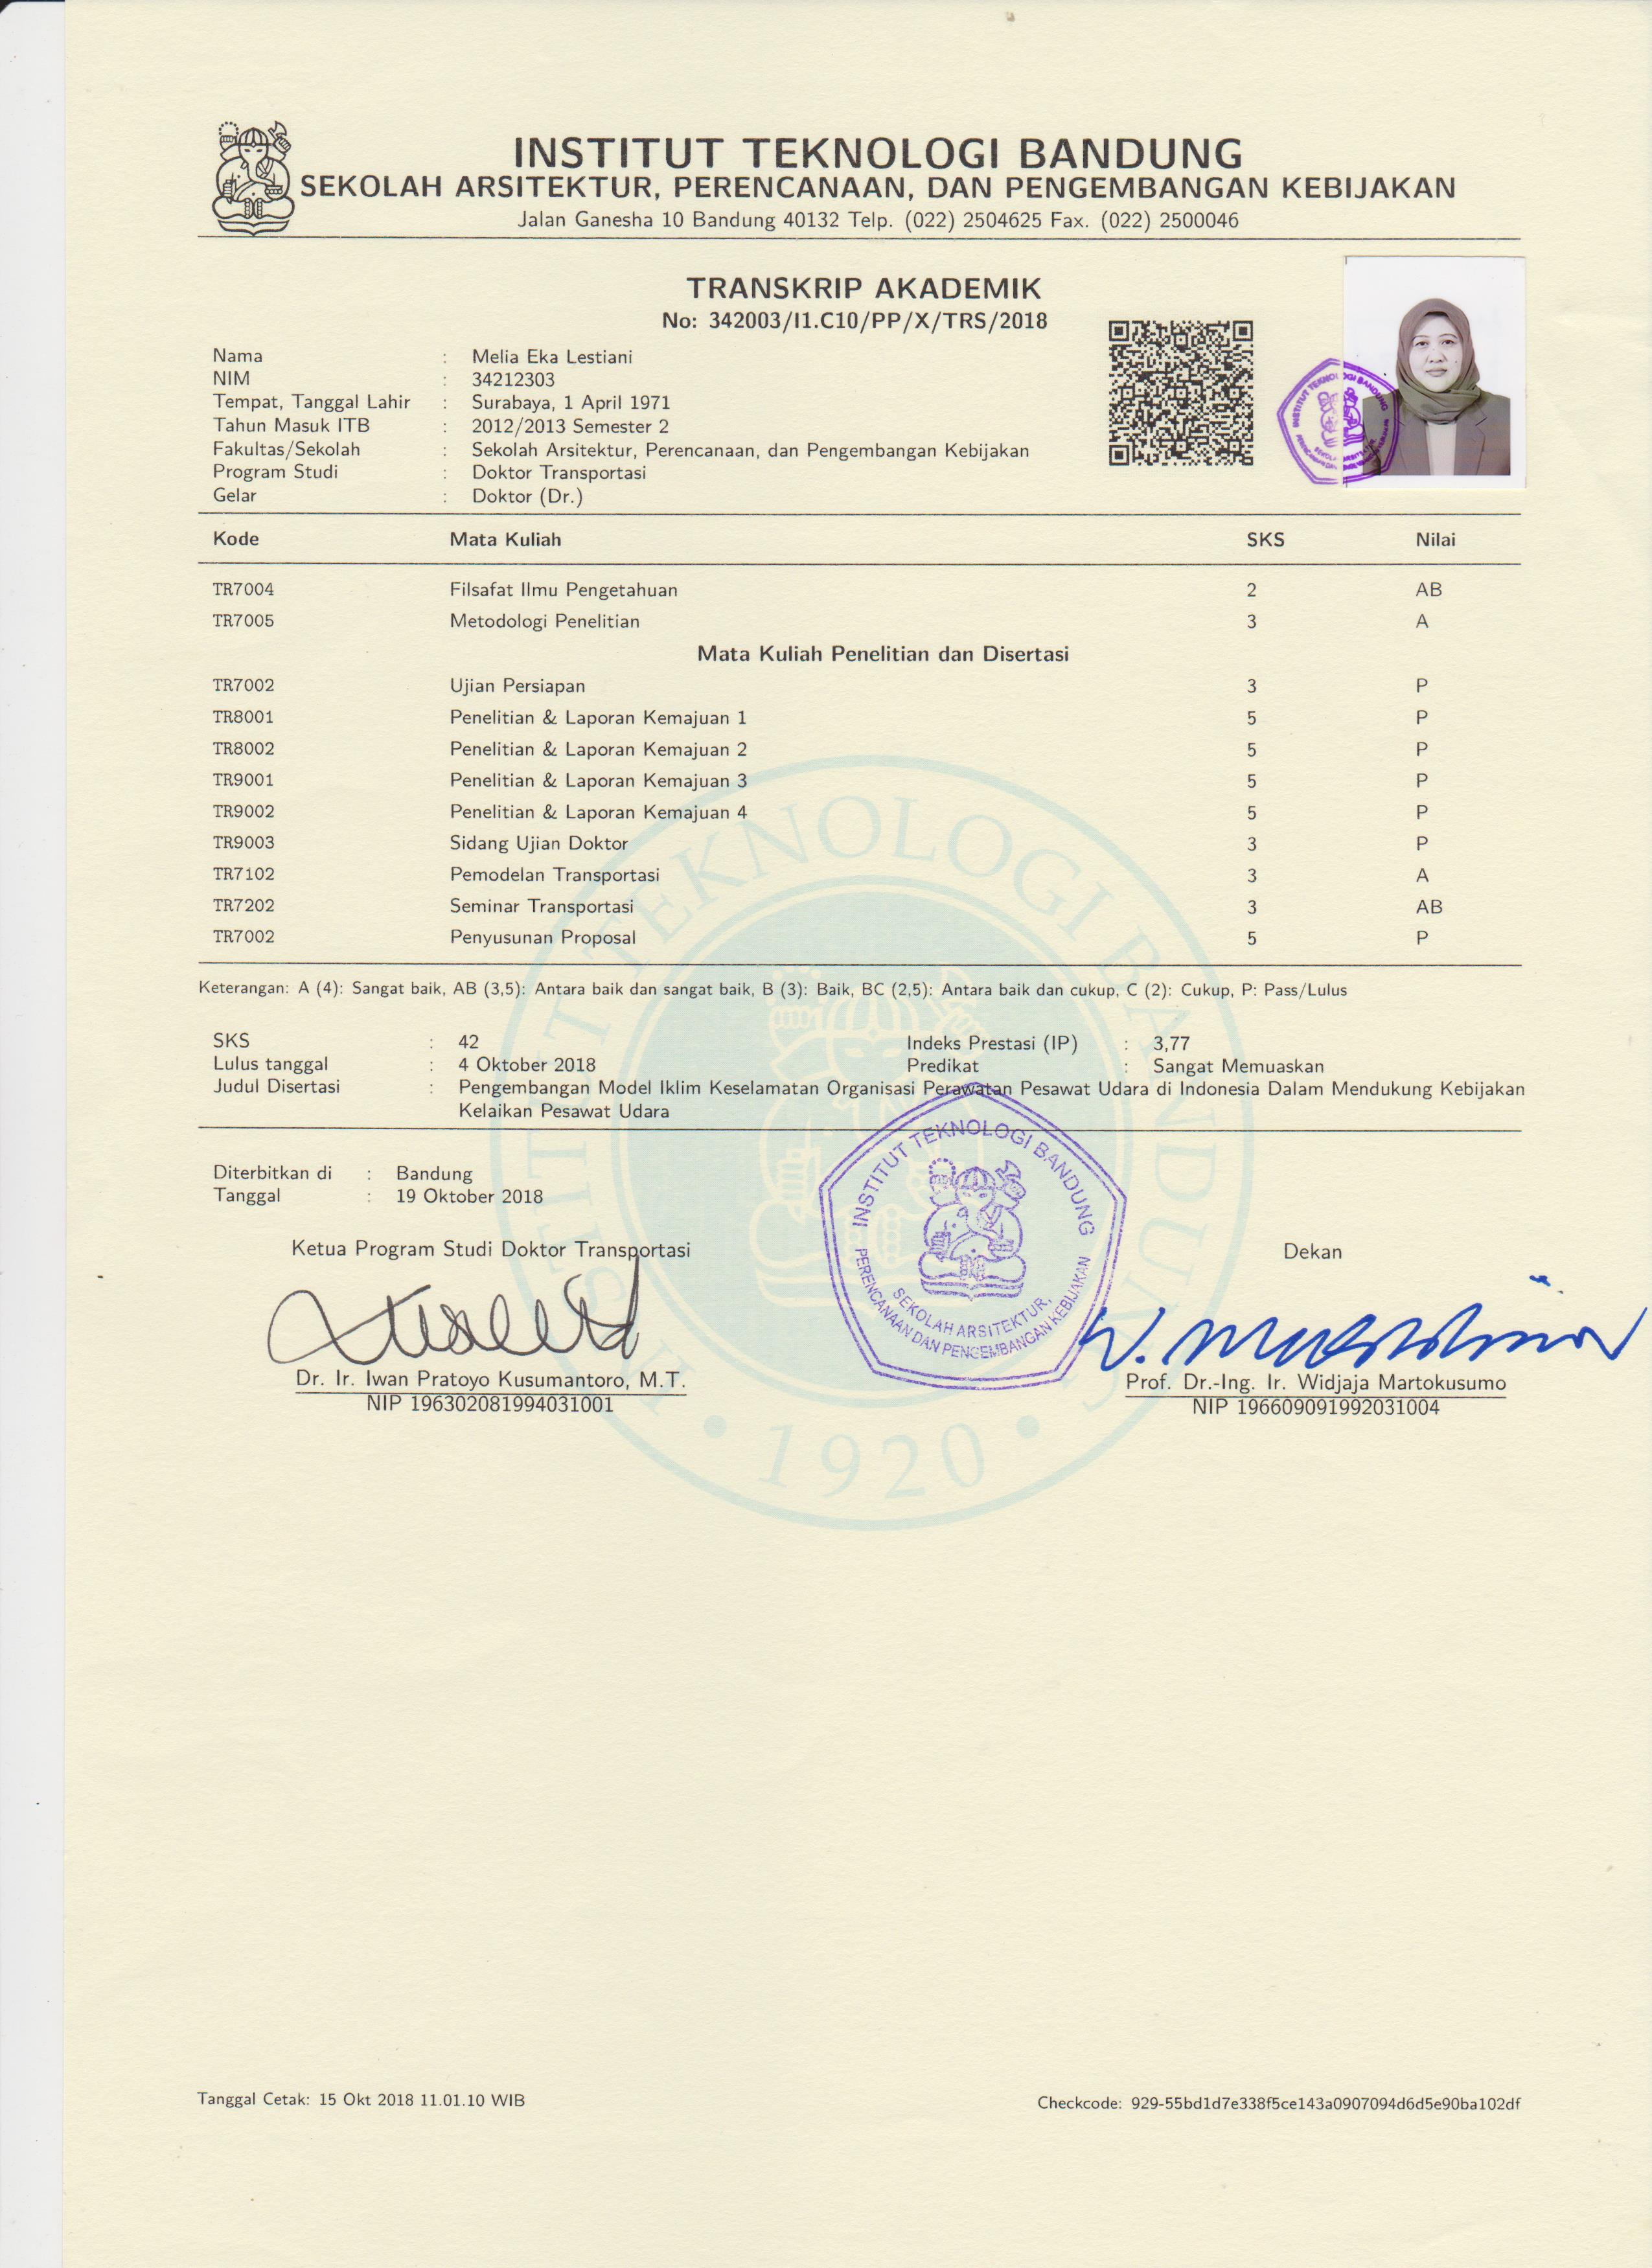 INSTITUT TEKNOLOGI BANDUNG
SEKOLAH ARSITEKTUR, PERENCANAAN, DAN PENGEMBANGAN KEBIJAKAN
Jalan Ganesha 10 Bandung 40132 Telp. (022) 2504625 Fax. (022) 2500046
TRANSKRIP AKADEMIK
No: 342003/I1.C10/PP/X/TRS/2018
Nama : Melia Eka Lestiani
NIM : 34212303
Tempat, Tanggal Lahir : Surabaya, 1 April 1971
Tahun Masuk ITB : 2012/2013 Semester 2
Fakultas/Sekolah : Sekolah Arsitektur, Perencanaan, dan Pengembangan Kebijakan
Program Studi : Doktor Transportasi
Gelar : Doktor (Dr.)
Kode Mata Kuliah SKS Nilai
TR7004 Filsafat Ilmu Pengetahuan 2 AB
TR7005 Metodologi Penelitian 3 A
Mata Kuliah Penelitian dan Disertasi
TR7002 Ujian Persiapan 3 P
TR8001 Penelitian & Laporan Kemajuan 1 5 P
TR8002 Penelitian & Laporan Kemajuan 2 5 P
TR9001 Penelitian & Laporan Kemajuan 3 5 P
TR9002 Penelitian & Laporan Kemajuan 4 5 P
TR9003 Sidang Ujian Doktor 3 P
TR7102 Pemodelan Transportasi 3 A
TR7202 Seminar Transportasi 3 AB
TR7002 Penyusunan Proposal 5 P
Keterangan: A (4): Sangat baik, AB (3,5): Antara baik dan sangat baik, B (3): Baik, BC (2,5): Antara baik dan cukup, C (2): Cukup, P: Pass/Lulus
SKS : 42 Indeks Prestasi (IP) : 3,77
Lulus tanggal : 4 Oktober 2018 Predikat : Sangat Memuaskan
Judul Disertasi : Pengembangan Model Iklim Keselamatan Organisasi Perawatan Pesawat Udara di Indonesia Dalam Mendukung Kebijakan
Kelaikan Pesawat Udara
Diterbitkan di : Bandung
Tanggal : 19 Oktober 2018
INSTITUT TEKNOLOGI BANDUNG
SEKOLAH ARSITEKTUR,
PERENCANAAN DAN PENGEMBANGAN KEBIJAKAN
Ketua Program Studi Doktor Transportasi Dekan
Dr. Ir. Iwan Pratoyo Kusumantoro, M.T. Prof. Dr.-Ing. Ir. Widjaja Martokusumo
NIP 196302081994031001 NIP 196609091992031004
INSTITUT TEKNOLOGI BANDUNG
1920
Tanggal Cetak: 15 Okt 2018 11.01.10 WIB Checkcode: 929-55bd1d7e338f5ce143a0907094d6d5e90ba102df